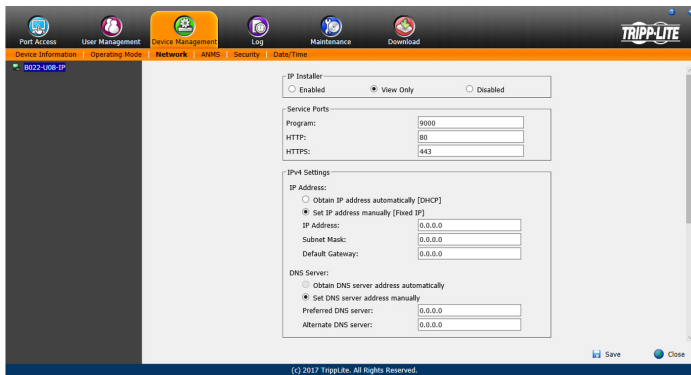 Port Access User Management Device Management Log Maintenance Download
TRIPP·LITE
Device Information Operating Mode Network ANMS Security Date/Time
B022-U08-IP
IP Installer
Enabled View Only Disabled
Service Ports
Program: 9000
HTTP: 80
HTTPS: 443
IPv4 Settings
IP Address:
Obtain IP address automatically [DHCP]
Set IP address manually [Fixed IP]
IP Address: 0.0.0.0
Subnet Mask: 0.0.0.0
Default Gateway: 0.0.0.0
DNS Server:
Obtain DNS server address automatically
Set DNS server address manually
Preferred DNS server: 0.0.0.0
Alternate DNS server: 0.0.0.0
Save Close
(c) 2017 TrippLite. All Rights Reserved.